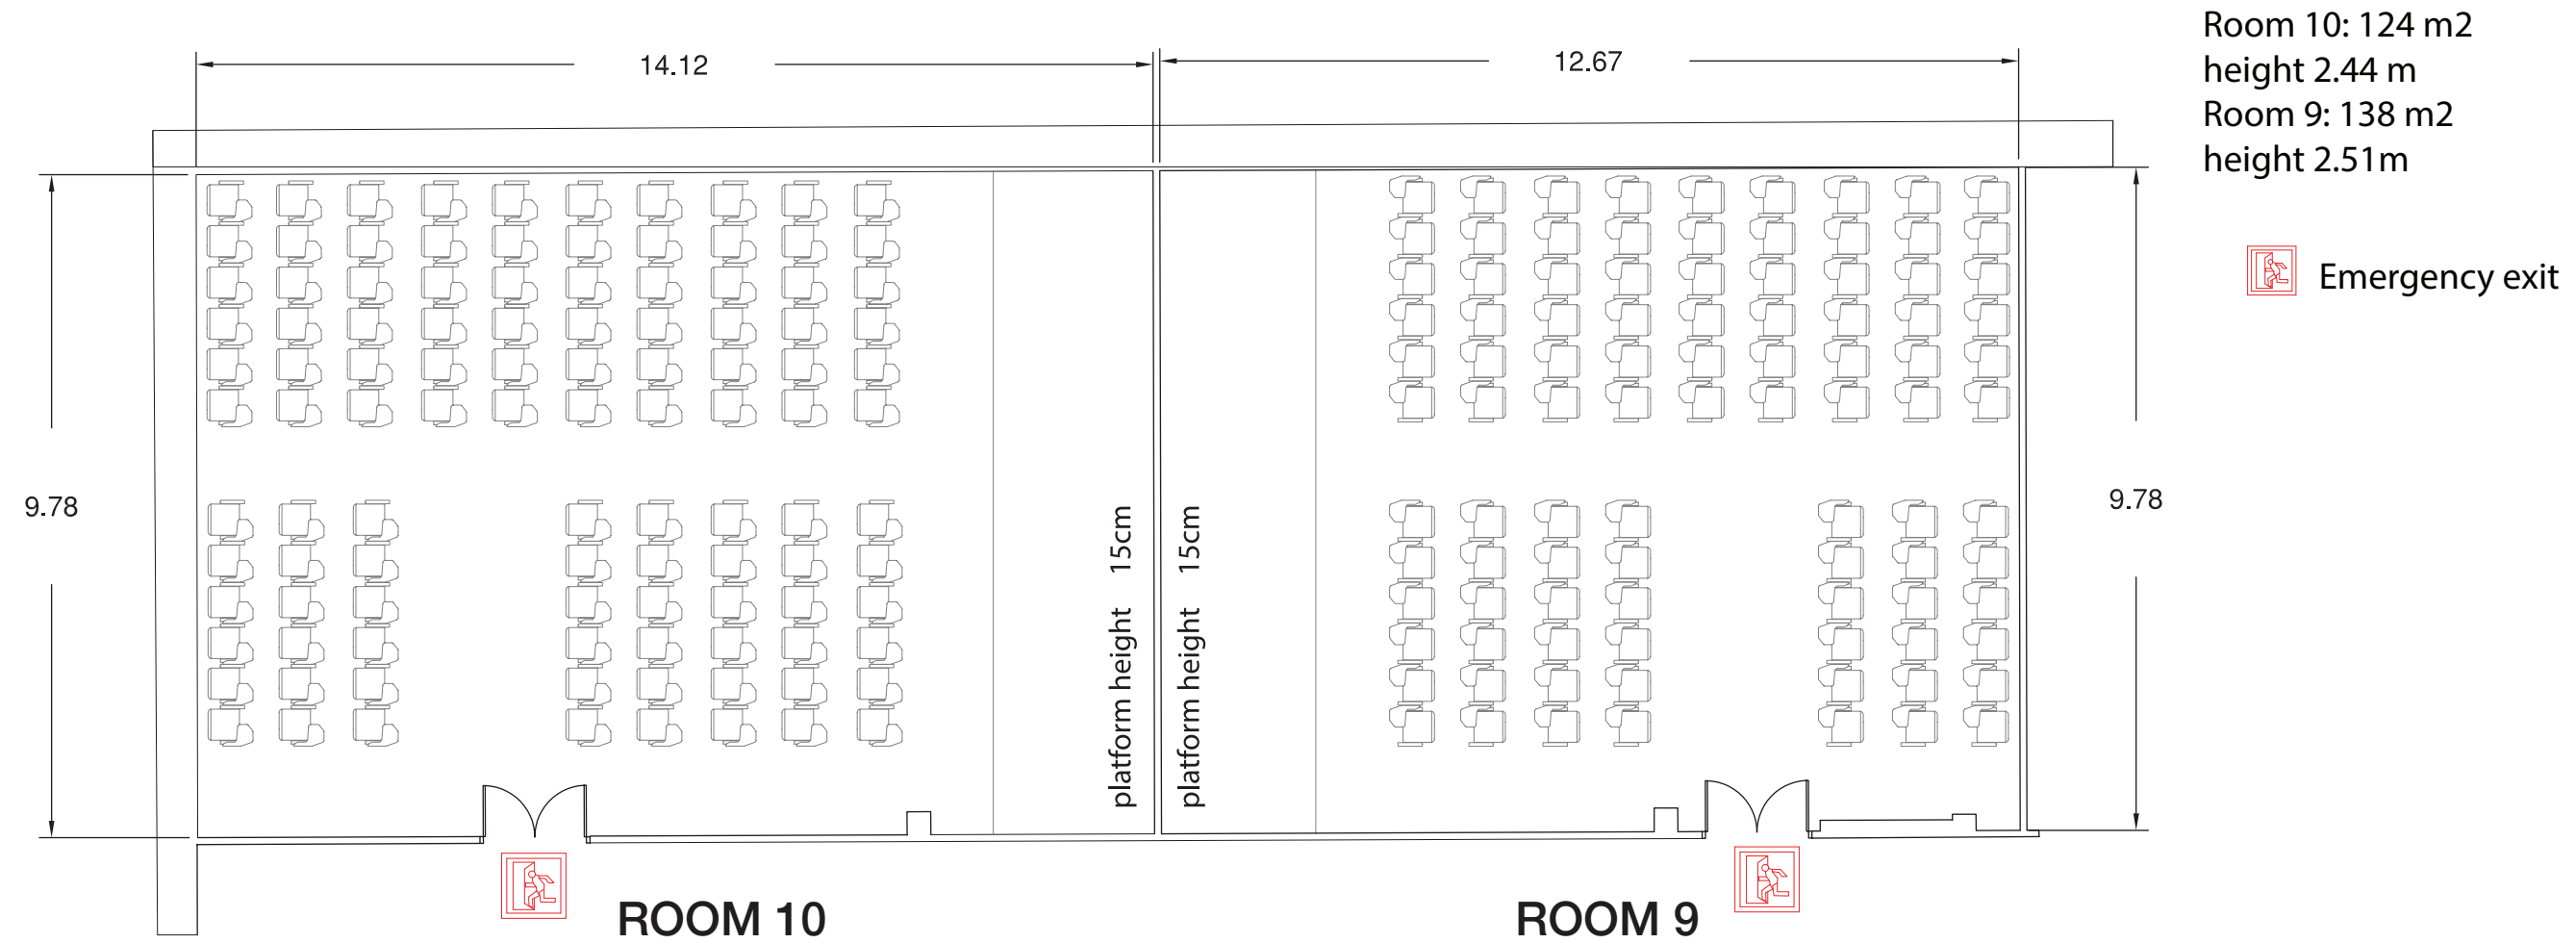 Room 10: 124 m2
height 2.44 m
Room 9: 138 m2
height 2.51m
Emergency exit
14.12
12.67
9.78
9.78
platform height 15cm
platform height 15cm
ROOM 10
ROOM 9